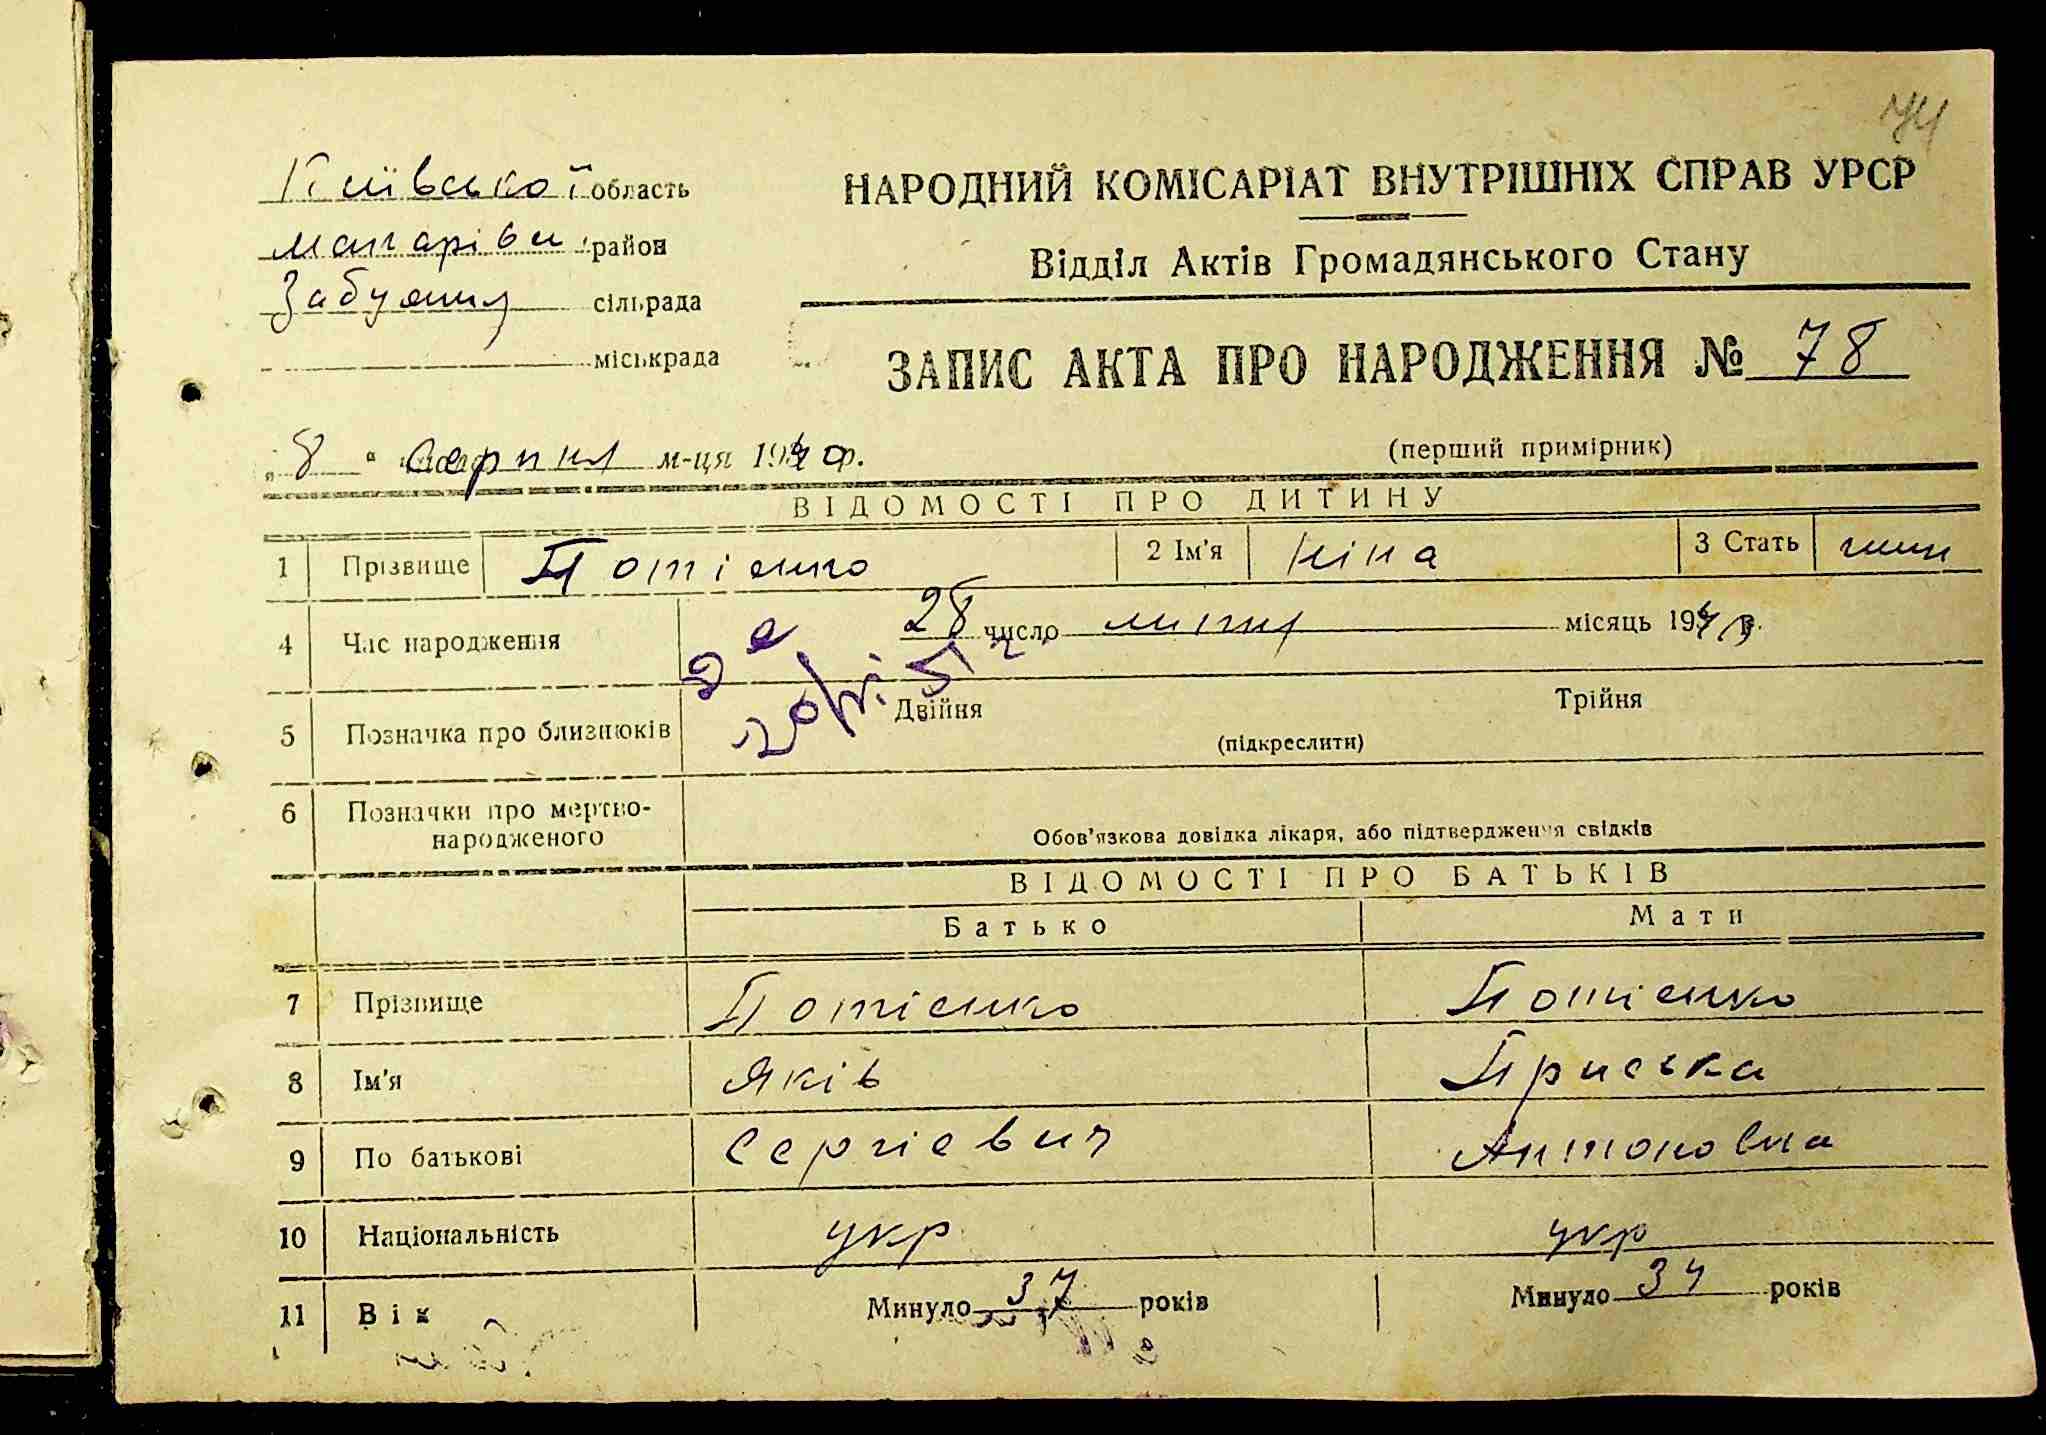 74
Київської область
Макарівськ район
Забуяння сільрада
міськрада
НАРОДНИЙ КОМІСАРІАТ ВНУТРІШНІХ СПРАВ УРСР
Відділ Актів Громадянського Стану
ЗАПИС АКТА ПРО НАРОДЖЕННЯ № 78
(перший примірник)
„8“ серпня м-ця 1940 р.
ВІДОМОСТІ ПРО ДИТИНУ
1 Прізвище Потієнко 2 Ім'я Ніна 3 Стать жін
4 Час народження 28 число липня місяць 194 р.
5 Позначка про близнюків Двійня Трійня
(підкреслити)
6 Позначки про мертво-
народженого
Обов'язкова довідка лікаря, або підтвердження свідків
ВІДОМОСТІ ПРО БАТЬКІВ
Батько Мати
7 Прізвище Потієнко Потієнко
8 Ім'я Яків Приська
9 По батькові Сергієвич Антоновна
10 Національність укр укр
11 Вік Минуло 37 років Минуло 34 років